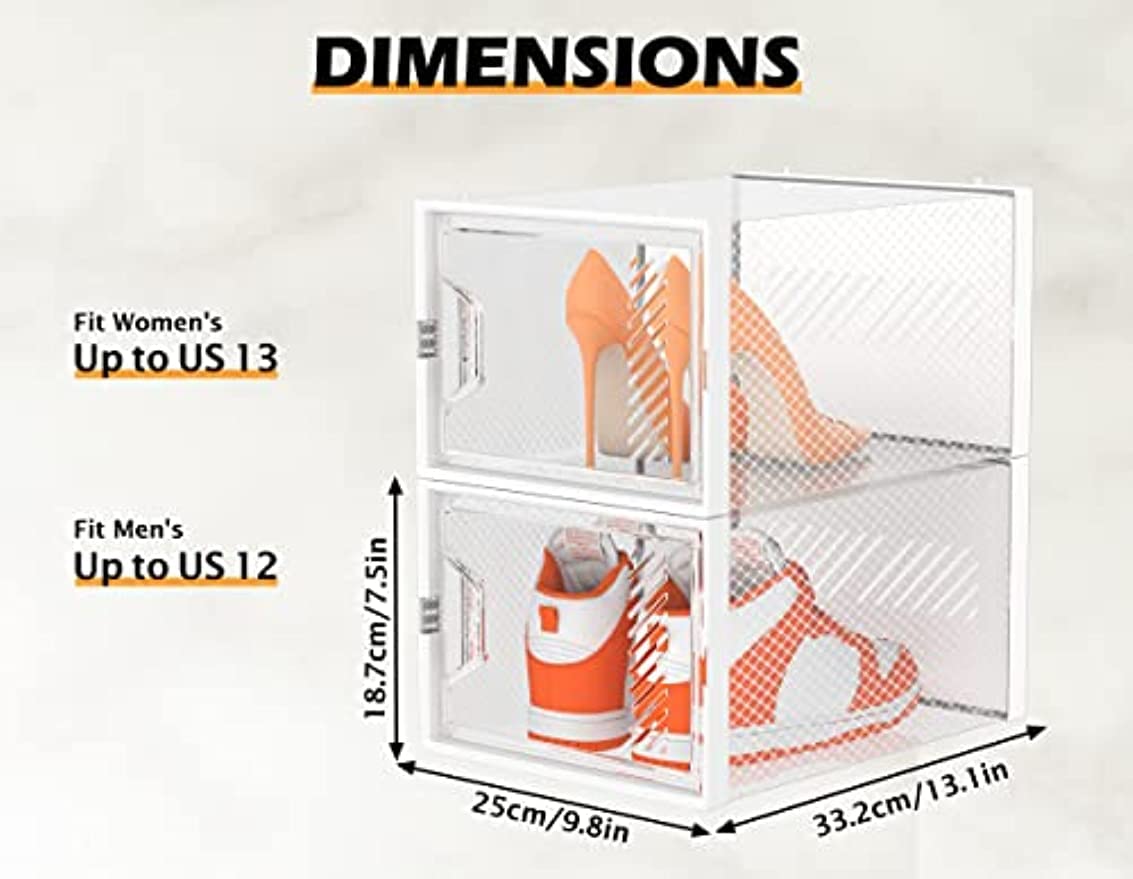 DIMENSIONS
Fit Women's
Up to US 13
Fit Men's
Up to US 12
18.7cm/7.5in
25cm/9.8in
33.2cm/13.1in